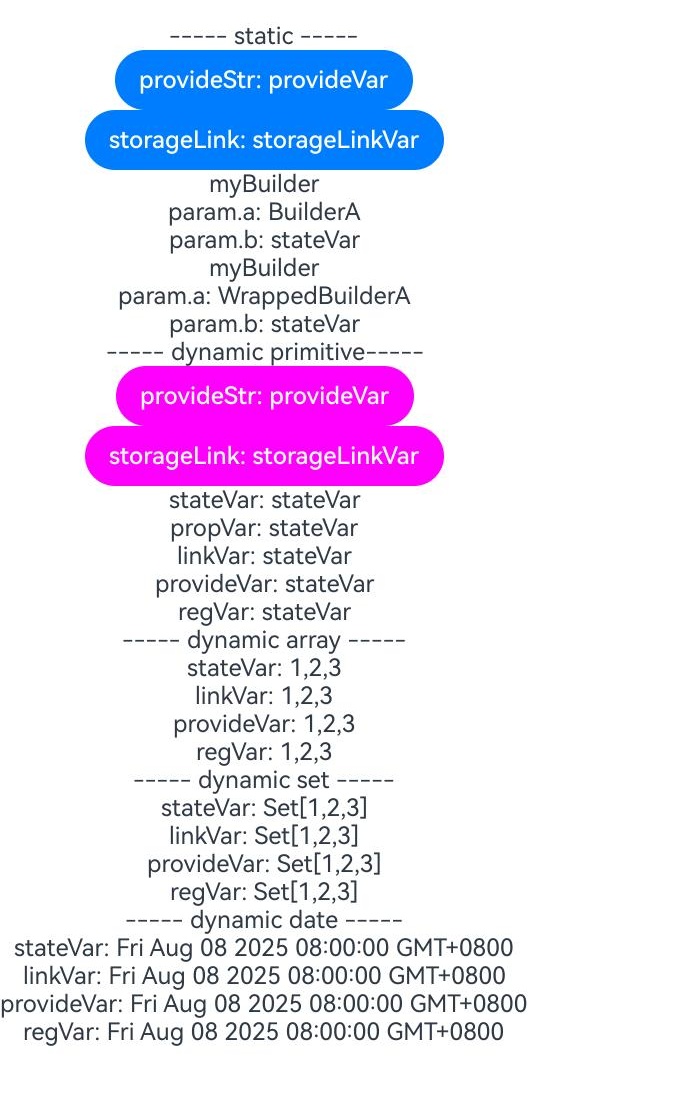 ----- static -----
provideStr: provideVar
storageLink: storageLinkVar
myBuilder
param.a: BuilderA
param.b: stateVar
myBuilder
param.a: WrappedBuilderA
param.b: stateVar
----- dynamic primitive-----
provideStr: provideVar
storageLink: storageLinkVar
stateVar: stateVar
propVar: stateVar
linkVar: stateVar
provideVar: stateVar
regVar: stateVar
----- dynamic array -----
stateVar: 1,2,3
linkVar: 1,2,3
provideVar: 1,2,3
regVar: 1,2,3
----- dynamic set -----
stateVar: Set[1,2,3]
linkVar: Set[1,2,3]
provideVar: Set[1,2,3]
regVar: Set[1,2,3]
----- dynamic date -----
stateVar: Fri Aug 08 2025 08:00:00 GMT+0800
linkVar: Fri Aug 08 2025 08:00:00 GMT+0800
provideVar: Fri Aug 08 2025 08:00:00 GMT+0800
regVar: Fri Aug 08 2025 08:00:00 GMT+0800